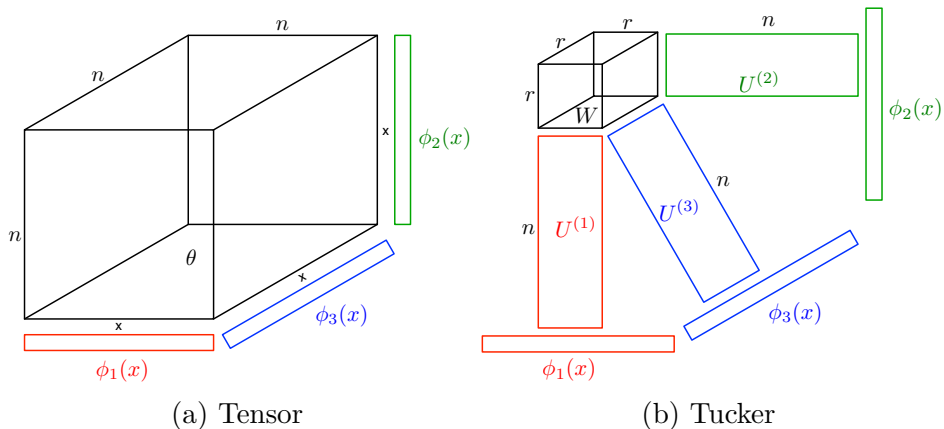 n
n
n
θ
x
x
x
ϕ₂(x)
ϕ₃(x)
ϕ₁(x)
(a) Tensor
r
r
r
W
n
U⁽²⁾
ϕ₂(x)
n
U⁽¹⁾
U⁽³⁾
n
ϕ₃(x)
ϕ₁(x)
(b) Tucker